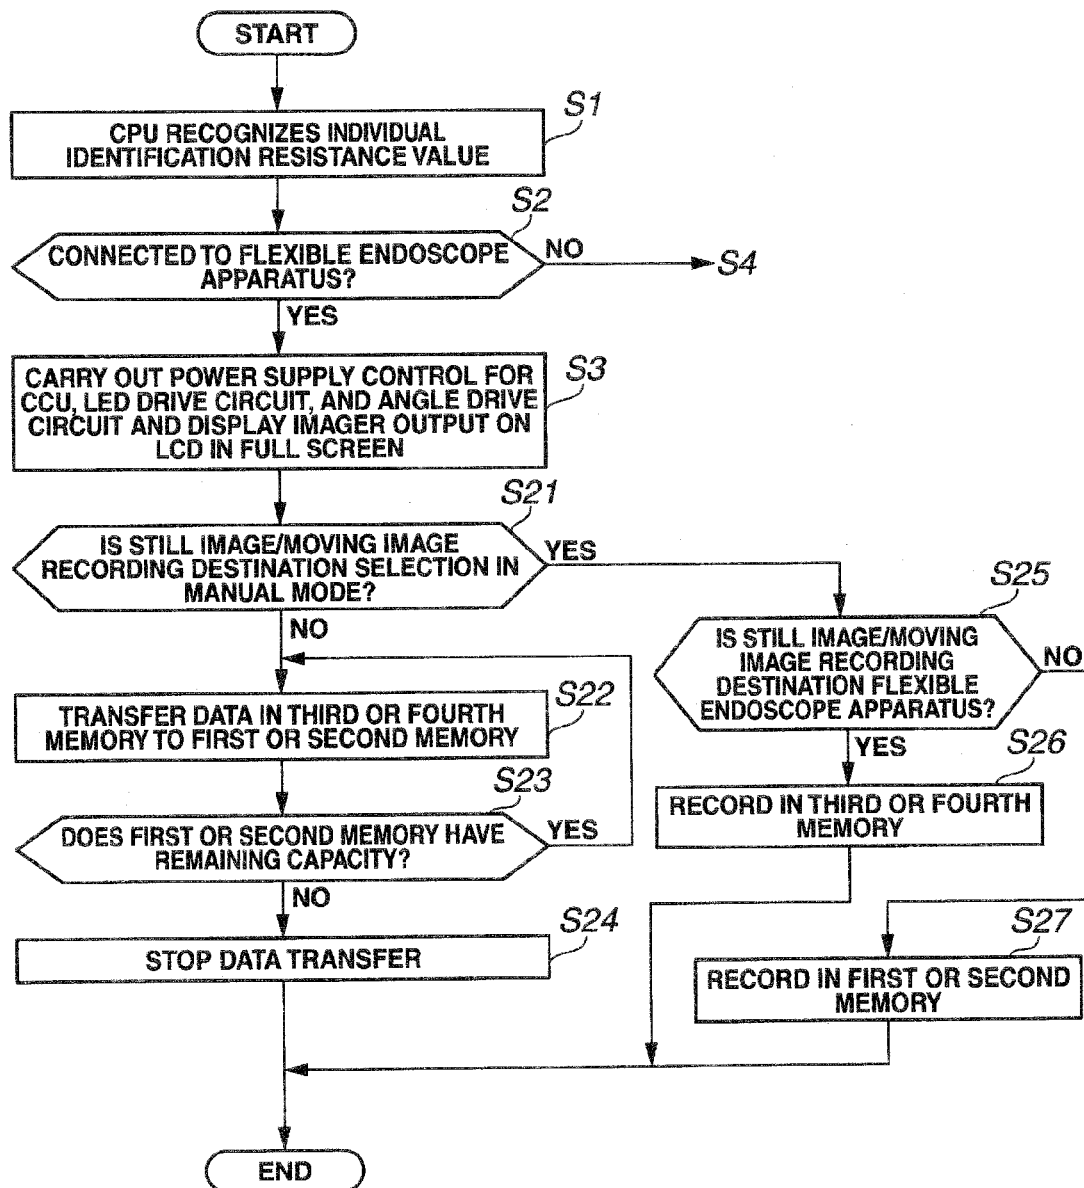 START
S1
CPU RECOGNIZES INDIVIDUAL
IDENTIFICATION RESISTANCE VALUE
S2
CONNECTED TO FLEXIBLE ENDOSCOPE
APPARATUS?
NO
S4
YES
S3
CARRY OUT POWER SUPPLY CONTROL FOR
CCU, LED DRIVE CIRCUIT, AND ANGLE DRIVE
CIRCUIT AND DISPLAY IMAGER OUTPUT ON
LCD IN FULL SCREEN
S21
IS STILL IMAGE/MOVING IMAGE
RECORDING DESTINATION SELECTION IN
MANUAL MODE?
YES
NO
S22
TRANSFER DATA IN THIRD OR FOURTH
MEMORY TO FIRST OR SECOND MEMORY
S23
DOES FIRST OR SECOND MEMORY HAVE
REMAINING CAPACITY?
YES
NO
S24
STOP DATA TRANSFER
S25
IS STILL IMAGE/MOVING
IMAGE RECORDING
DESTINATION FLEXIBLE
ENDOSCOPE APPARATUS?
NO
YES
S26
RECORD IN THIRD OR FOURTH
MEMORY
S27
RECORD IN FIRST OR SECOND
MEMORY
END